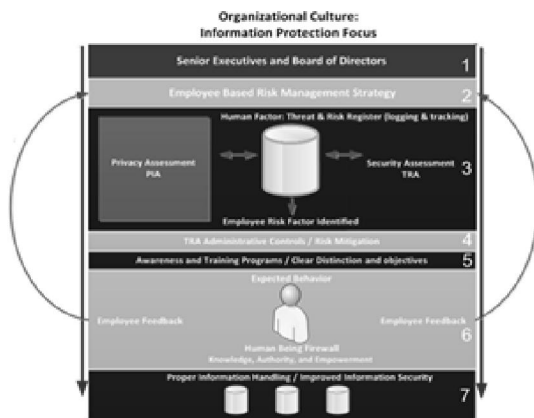 Organizational Culture:
Information Protection Focus
Senior Executives and Board of Directors
1
Employee Based Risk Management Strategy
2
Human Factor: Threat & Risk Register (logging & tracking)
Privacy Assessment
PIA
Security Assessment
TRA
3
Employee Risk Factor Identified
TRA Administrative Controls / Risk Mitigation
4
Awareness and Training Programs / Clear Distinction and objectives
5
Expected Behavior
Employee Feedback
Employee Feedback
6
Human Being Firewall
Knowledge, Authority, and Empowerment
Proper Information Handling / Improved Information Security
7